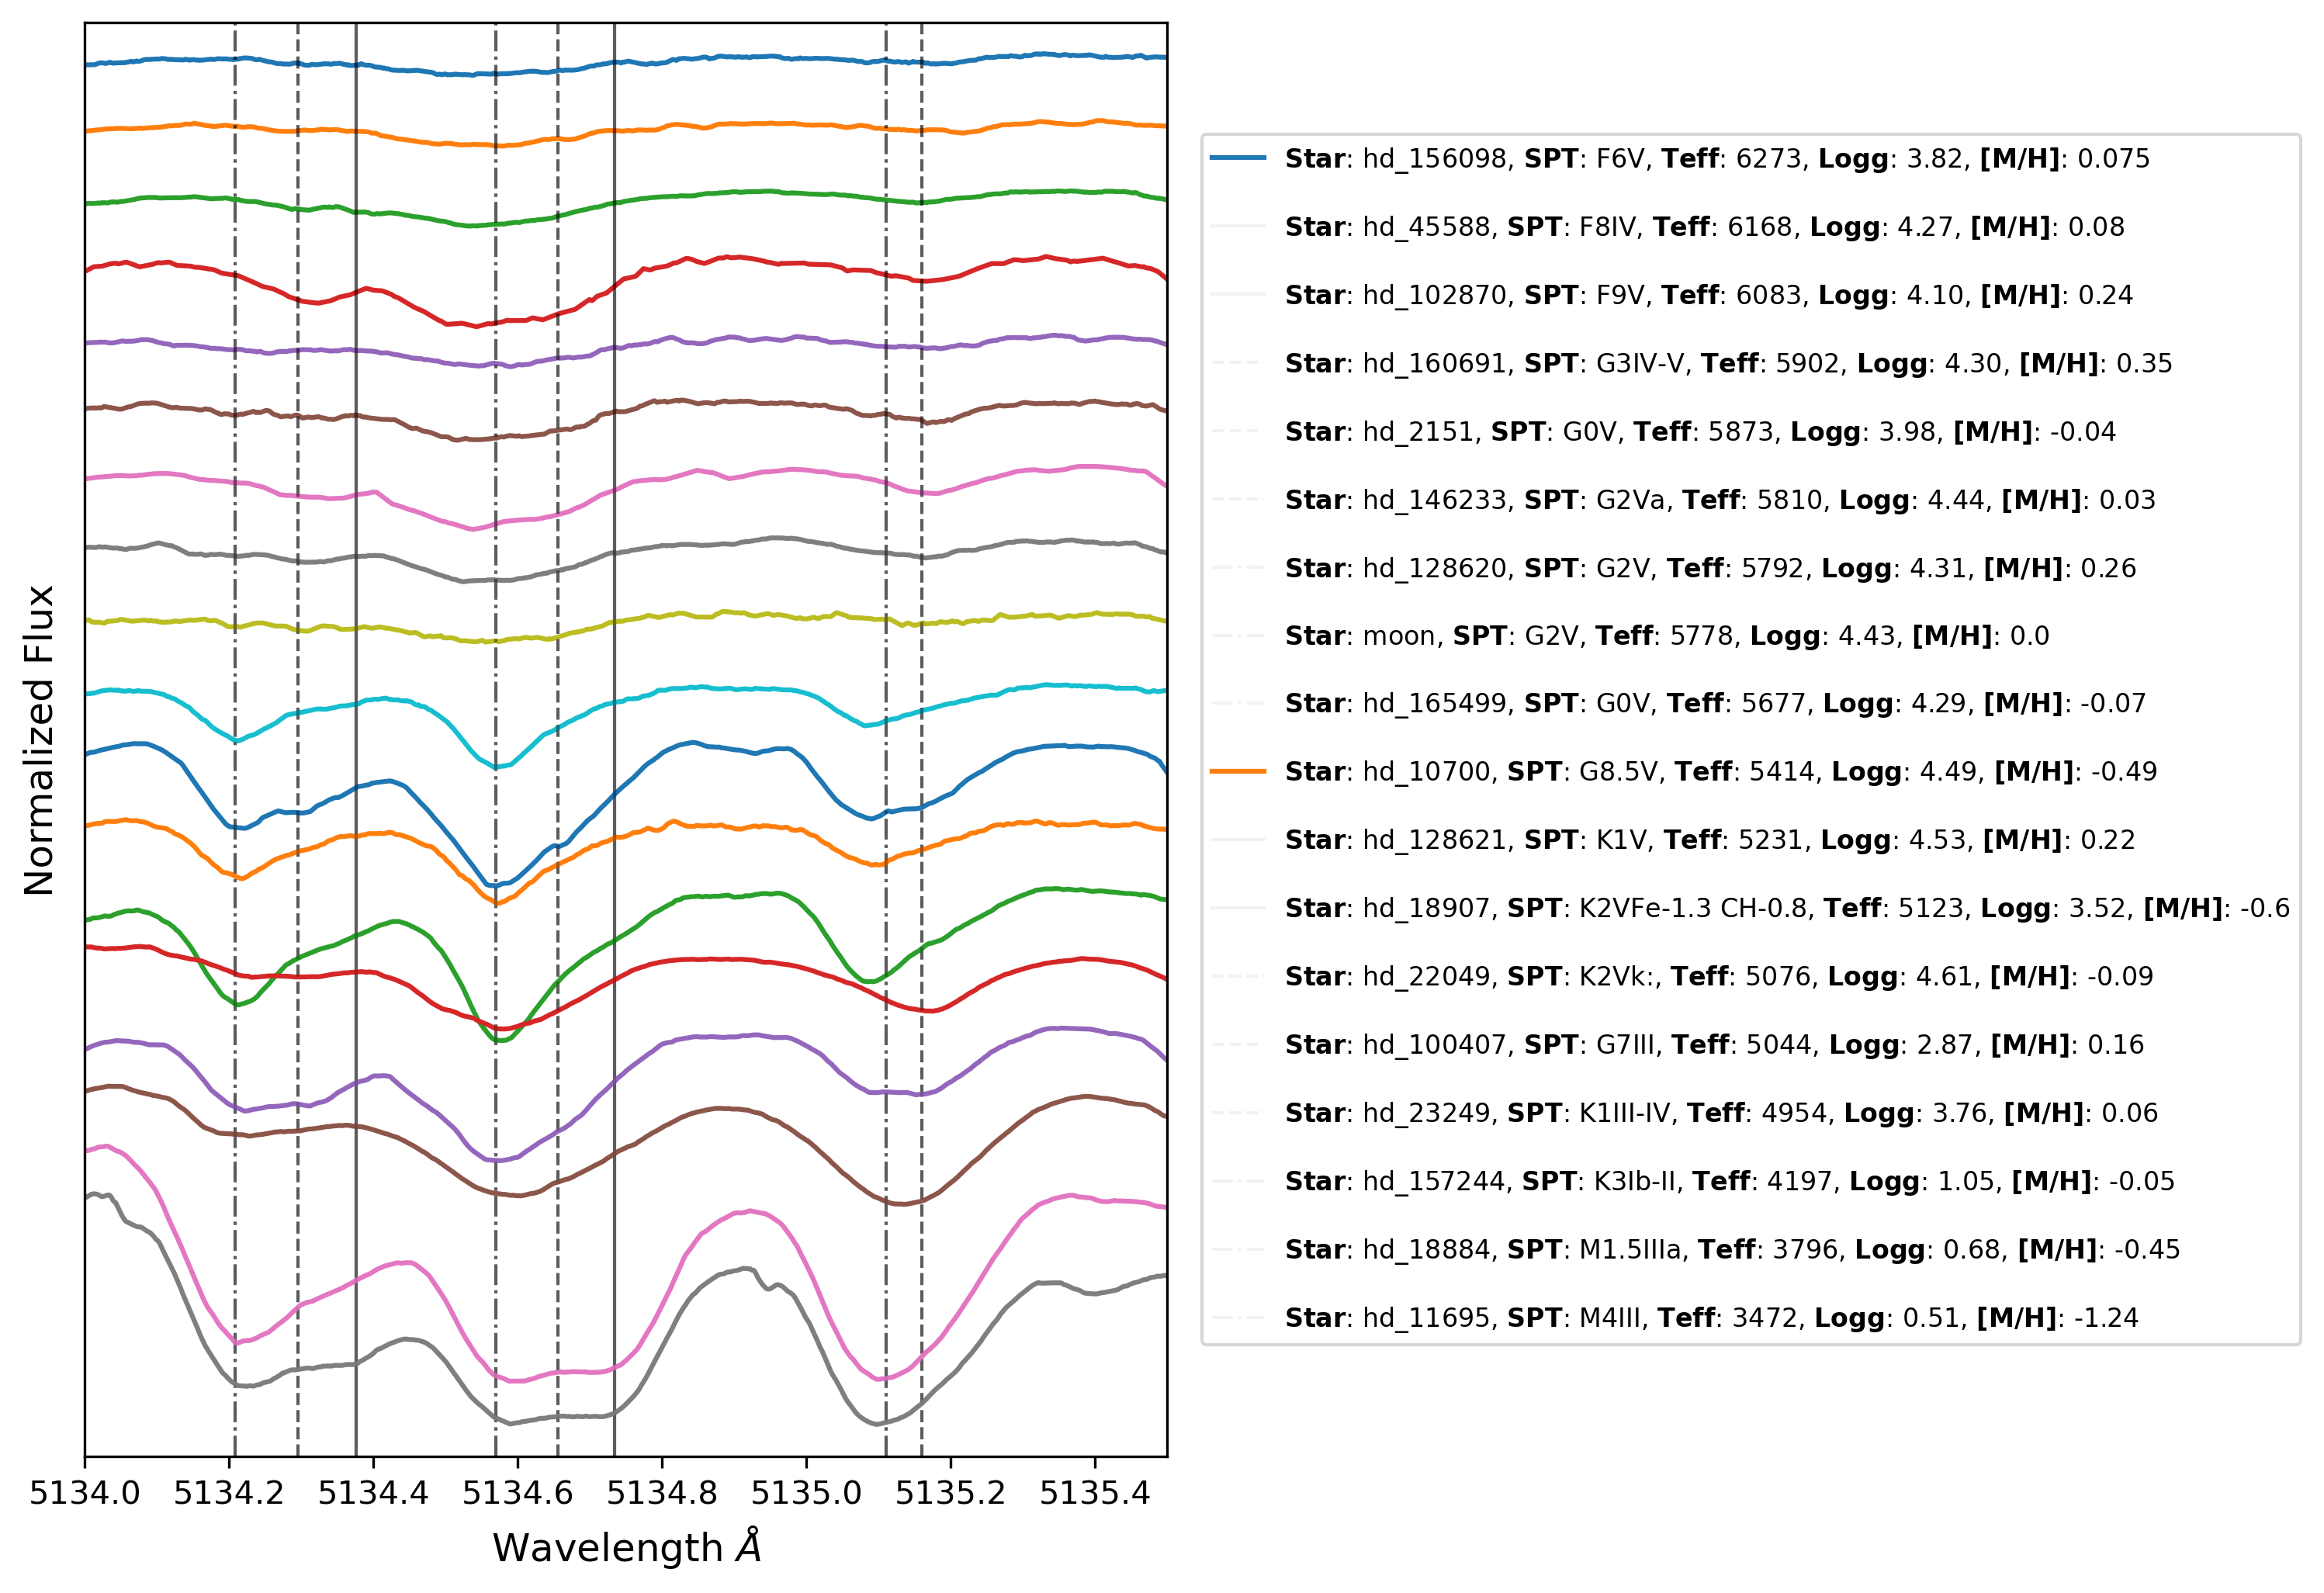 Normalized Flux
5134.0 5134.2 5134.4 5134.6 5134.8 5135.0 5135.2 5135.4
Wavelength Å
Star: hd_156098, SPT: F6V, Teff: 6273, Logg: 3.82, [M/H]: 0.075
Star: hd_45588, SPT: F8IV, Teff: 6168, Logg: 4.27, [M/H]: 0.08
Star: hd_102870, SPT: F9V, Teff: 6083, Logg: 4.10, [M/H]: 0.24
Star: hd_160691, SPT: G3IV-V, Teff: 5902, Logg: 4.30, [M/H]: 0.35
Star: hd_2151, SPT: G0V, Teff: 5873, Logg: 3.98, [M/H]: -0.04
Star: hd_146233, SPT: G2Va, Teff: 5810, Logg: 4.44, [M/H]: 0.03
Star: hd_128620, SPT: G2V, Teff: 5792, Logg: 4.31, [M/H]: 0.26
Star: moon, SPT: G2V, Teff: 5778, Logg: 4.43, [M/H]: 0.0
Star: hd_165499, SPT: G0V, Teff: 5677, Logg: 4.29, [M/H]: -0.07
Star: hd_10700, SPT: G8.5V, Teff: 5414, Logg: 4.49, [M/H]: -0.49
Star: hd_128621, SPT: K1V, Teff: 5231, Logg: 4.53, [M/H]: 0.22
Star: hd_18907, SPT: K2VFe-1.3 CH-0.8, Teff: 5123, Logg: 3.52, [M/H]: -0.6
Star: hd_22049, SPT: K2Vk:, Teff: 5076, Logg: 4.61, [M/H]: -0.09
Star: hd_100407, SPT: G7III, Teff: 5044, Logg: 2.87, [M/H]: 0.16
Star: hd_23249, SPT: K1III-IV, Teff: 4954, Logg: 3.76, [M/H]: 0.06
Star: hd_157244, SPT: K3Ib-II, Teff: 4197, Logg: 1.05, [M/H]: -0.05
Star: hd_18884, SPT: M1.5IIIa, Teff: 3796, Logg: 0.68, [M/H]: -0.45
Star: hd_11695, SPT: M4III, Teff: 3472, Logg: 0.51, [M/H]: -1.24